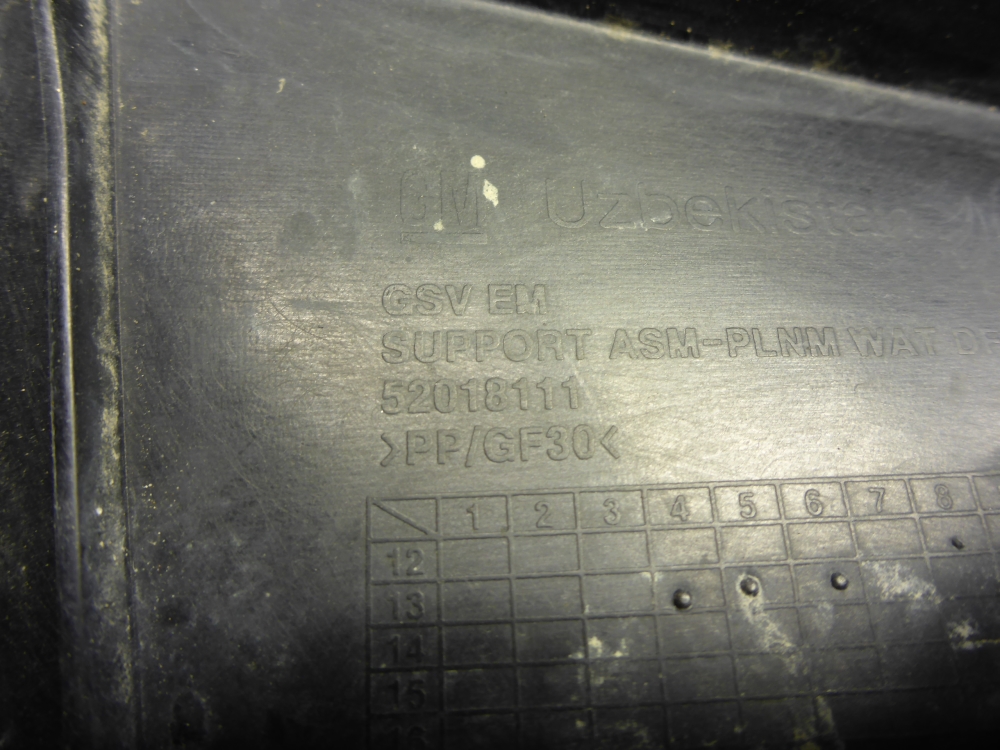 GM Uzbekistan
GSV EM
SUPPORT ASM-PLNM WAT
52018111
>PP/GF30<
1 2 3 4 5 6 7 8
12
13
14
15